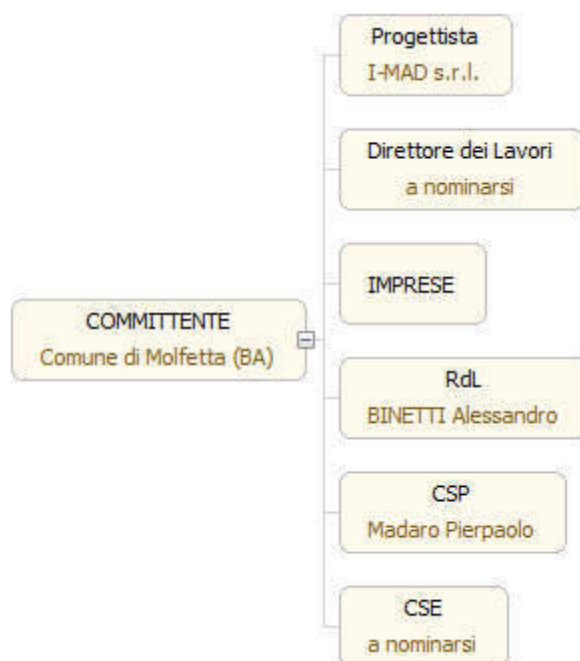 Progettista
I-MAD s.r.l.
Direttore dei Lavori
a nominarsi
IMPRESE
COMMITTENTE
Comune di Molfetta (BA)
RdL
BINETTI Alessandro
CSP
Madaro Pierpaolo
CSE
a nominarsi